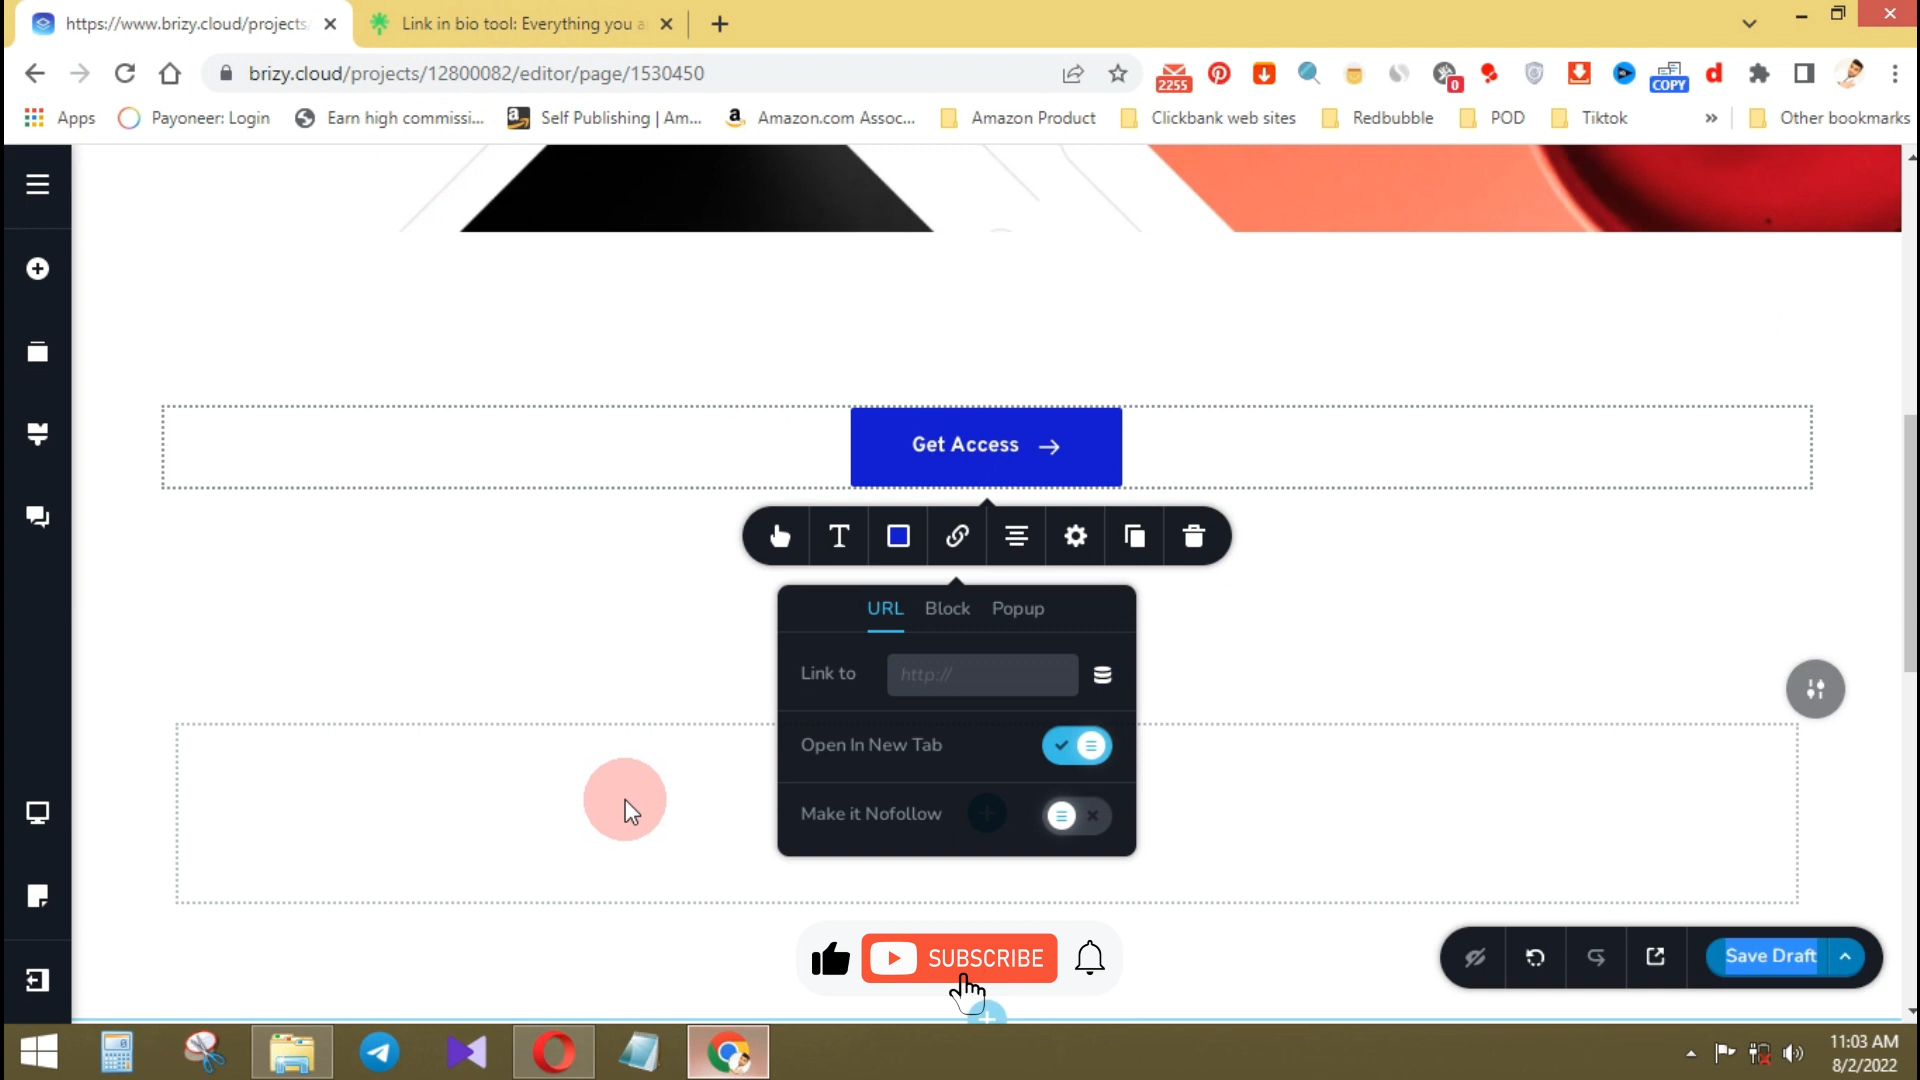 https://www.brizy.cloud/projects
Link in bio tool: Everything you a
brizy.cloud/projects/12800082/editor/page/1530450
2255
0
COPY
d
Apps
Payoneer: Login
Earn high commissi...
Self Publishing | Am...
Amazon.com Assoc...
Amazon Product
Clickbank web sites
Redbubble
POD
Tiktok
»
Other bookmarks
Get Access →
URL
Block
Popup
Link to
http://
Open In New Tab
Make it Nofollow
SUBSCRIBE
Save Draft
11:03 AM
8/2/2022